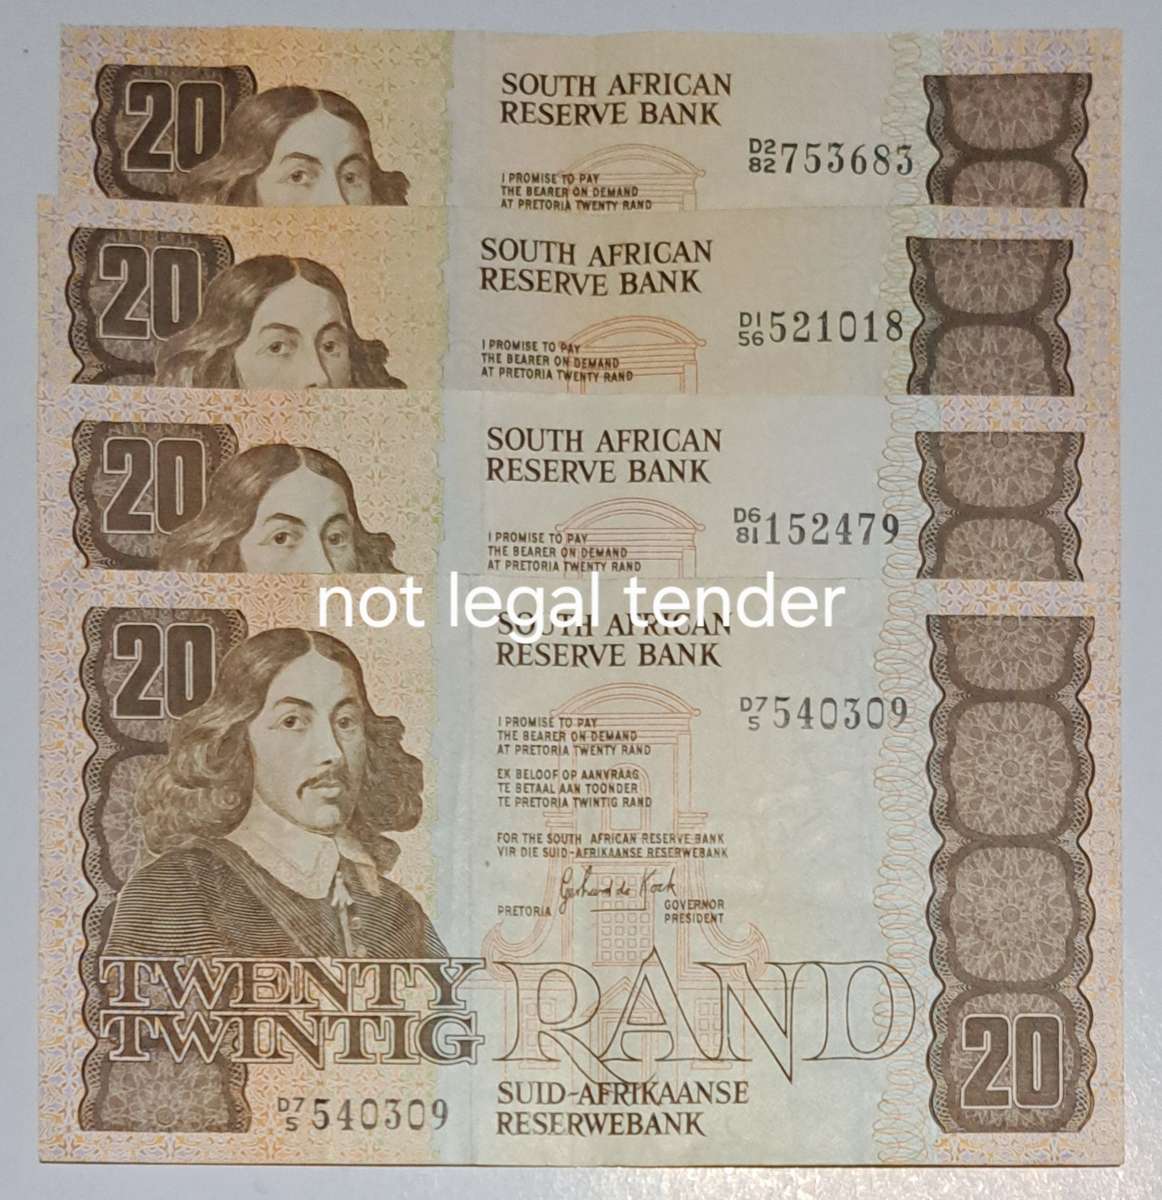 20
SOUTH AFRICAN
RESERVE BANK
D2
82 753683
I PROMISE TO PAY
THE BEARER ON DEMAND
AT PRETORIA TWENTY RAND
20
SOUTH AFRICAN
RESERVE BANK
D1
56 521018
I PROMISE TO PAY
THE BEARER ON DEMAND
AT PRETORIA TWENTY RAND
20
SOUTH AFRICAN
RESERVE BANK
D6
81 152479
I PROMISE TO PAY
THE BEARER ON DEMAND
AT PRETORIA TWENTY RAND
not legal tender
20
SOUTH AFRICAN
RESERVE BANK
D7
5 540309
I PROMISE TO PAY
THE BEARER ON DEMAND
AT PRETORIA TWENTY RAND
EK BELOOF OP AANVRAAG
TE BETAAL AAN TOONDER
TE PRETORIA TWINTIG RAND
FOR THE SOUTH AFRICAN RESERVE BANK
VIR DIE SUID-AFRIKAANSE RESERWEBANK
Gerhard de Kock
PRETORIA
GOVERNOR
PRESIDENT
TWENTY
TWINTIG
RAND
20
SUID-AFRIKAANSE
RESERWEBANK
D7
5 540309